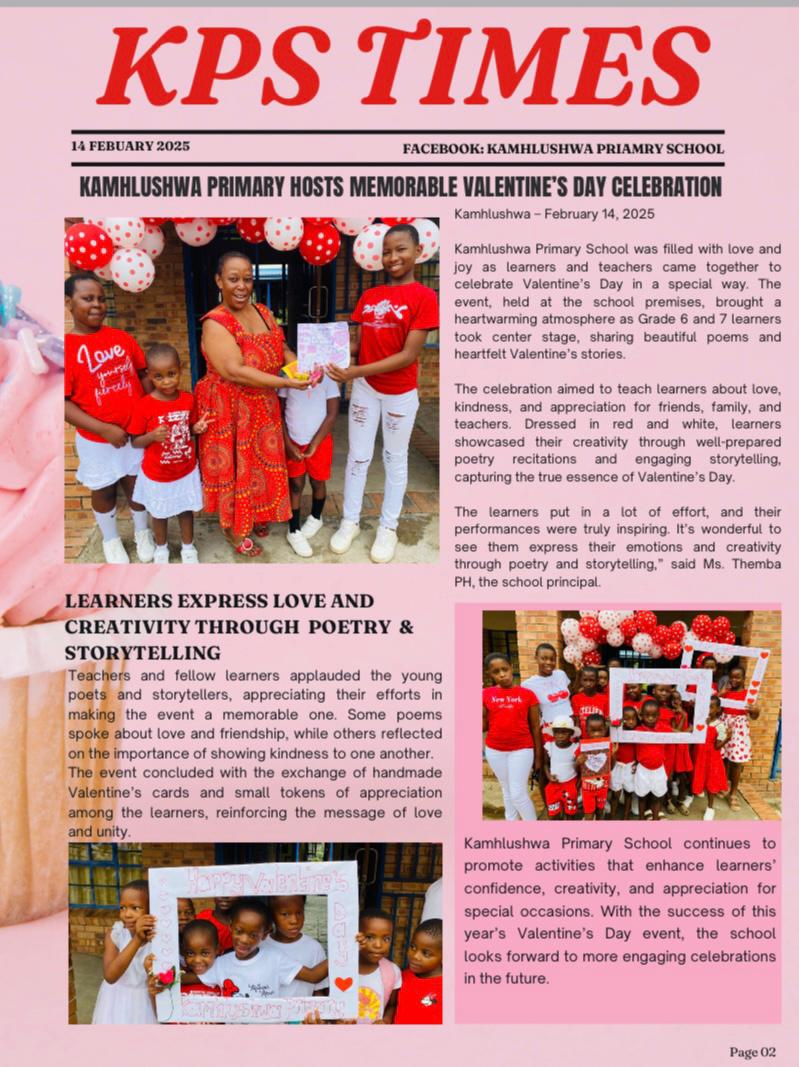 KPS TIMES
14 FEBUARY 2025
FACEBOOK: KAMHLUSHWA PRIAMRY SCHOOL
KAMHLUSHWA PRIMARY HOSTS MEMORABLE VALENTINE'S DAY CELEBRATION
Kamhlushwa – February 14, 2025
Kamhlushwa Primary School was filled with love and
joy as learners and teachers came together to
celebrate Valentine's Day in a special way. The
event, held at the school premises, brought a
heartwarming atmosphere as Grade 6 and 7 learners
took center stage, sharing beautiful poems and
heartfelt Valentine's stories.
The celebration aimed to teach learners about love,
kindness, and appreciation for friends, family, and
teachers. Dressed in red and white, learners
showcased their creativity through well-prepared
poetry recitations and engaging storytelling,
capturing the true essence of Valentine's Day.
The learners put in a lot of effort, and their
performances were truly inspiring. It's wonderful to
see them express their emotions and creativity
through poetry and storytelling,” said Ms. Themba
PH, the school principal.
Love
yourself
fiercely
LEARNERS EXPRESS LOVE AND
CREATIVITY THROUGH POETRY &
STORYTELLING
Teachers and fellow learners applauded the young
poets and storytellers, appreciating their efforts in
making the event a memorable one. Some poems
spoke about love and friendship, while others reflected
on the importance of showing kindness to one another.
The event concluded with the exchange of handmade
Valentine's cards and small tokens of appreciation
among the learners, reinforcing the message of love
and unity.
Happy Valentine's
Day
Kamhlushwa Primary
New York
Kamhlushwa Primary School continues to
promote activities that enhance learners'
confidence, creativity, and appreciation for
special occasions. With the success of this
year's Valentine's Day event, the school
looks forward to more engaging celebrations
in the future.
Page 02